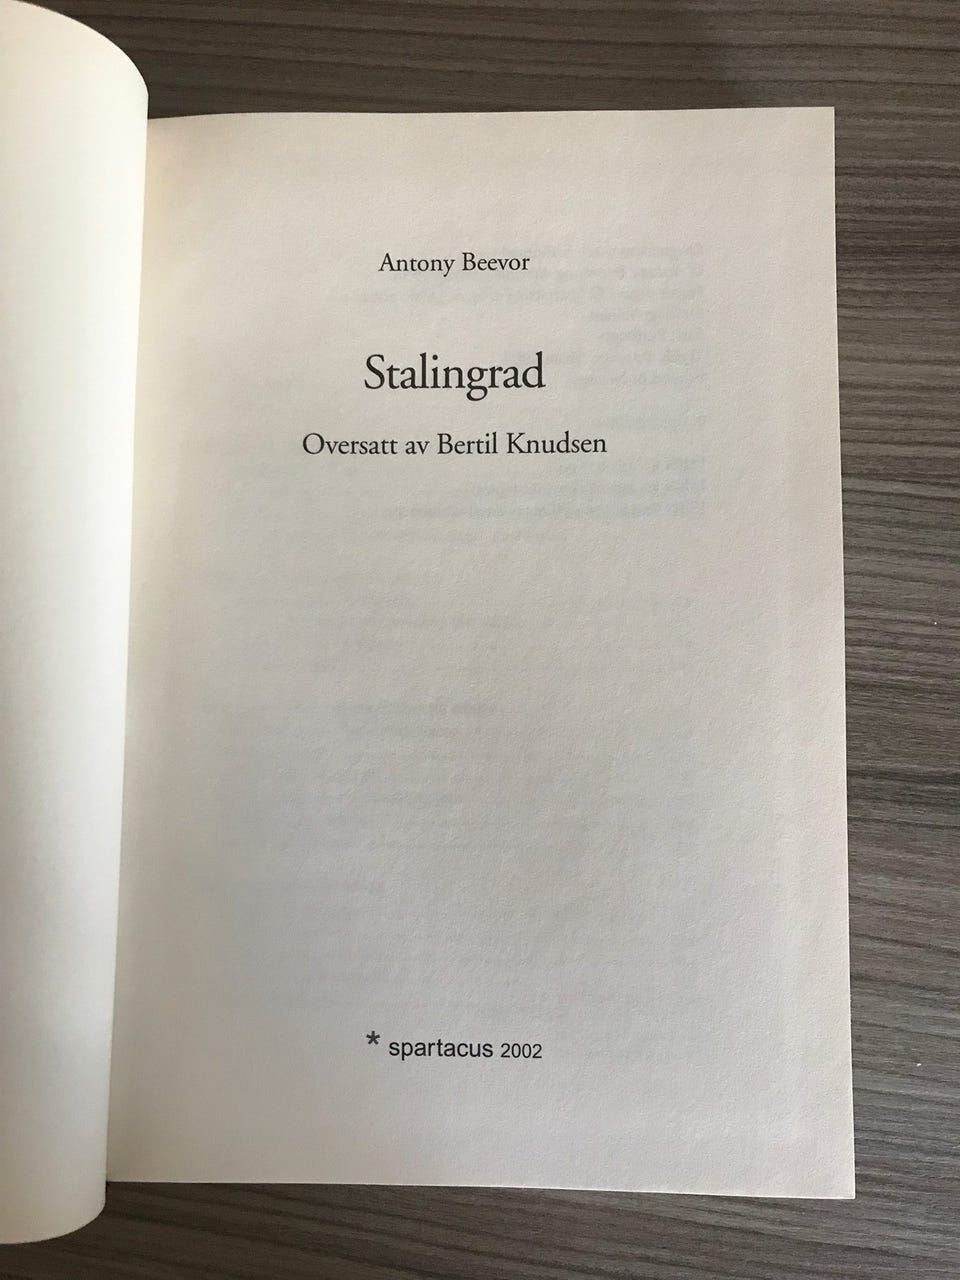 Antony Beevor
Stalingrad
Oversatt av Bertil Knudsen
* spartacus 2002